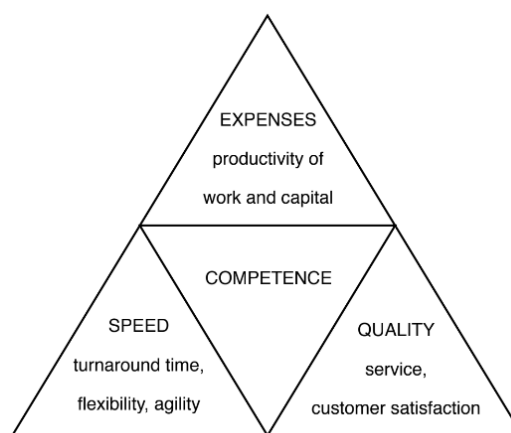 EXPENSES
productivity of
work and capital
COMPETENCE
SPEED
turnaround time,
flexibility, agility
QUALITY
service,
customer satisfaction